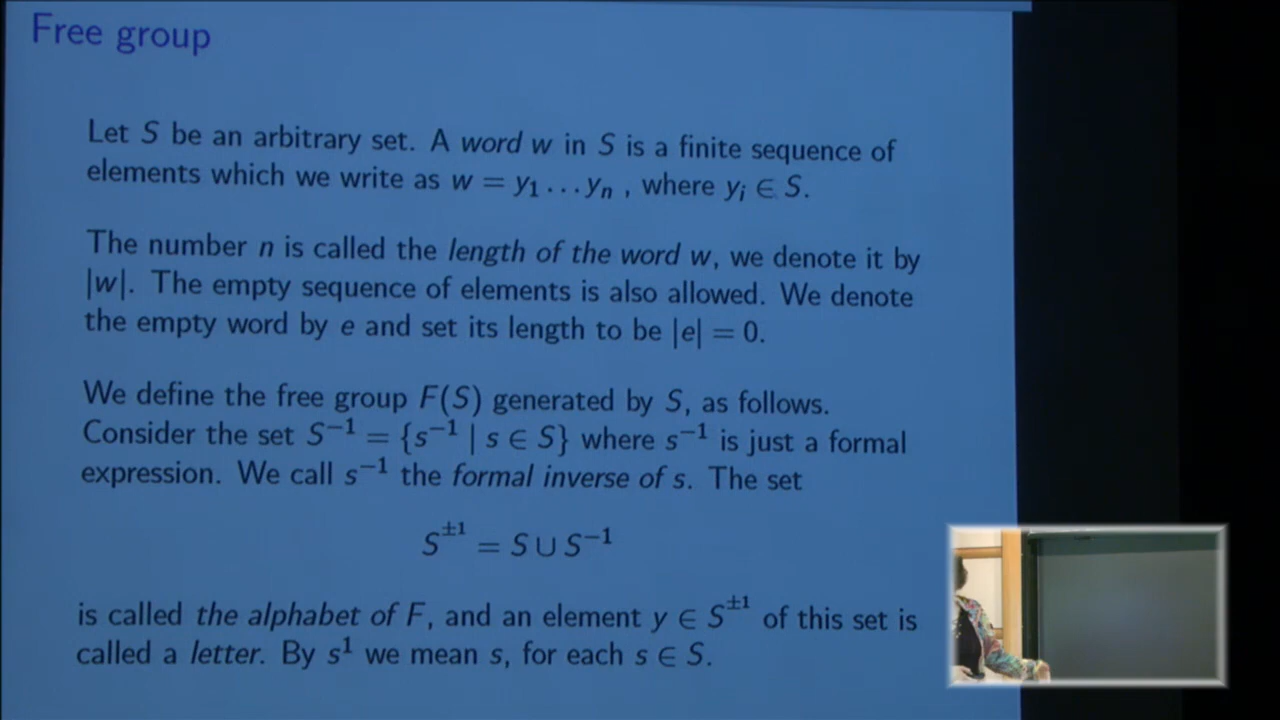 Free group
Let S be an arbitrary set. A word w in S is a finite sequence of
elements which we write as w = y₁ … yₙ , where yᵢ ∈ S.
The number n is called the length of the word w, we denote it by
|w|. The empty sequence of elements is also allowed. We denote
the empty word by e and set its length to be |e| = 0.
We define the free group F(S) generated by S, as follows.
Consider the set S⁻¹ = {s⁻¹ | s ∈ S} where s⁻¹ is just a formal
expression. We call s⁻¹ the formal inverse of s. The set
S^{±1} = S ∪ S⁻¹
is called the alphabet of F, and an element y ∈ S^{±1} of this set is
called a letter. By s¹ we mean s, for each s ∈ S.